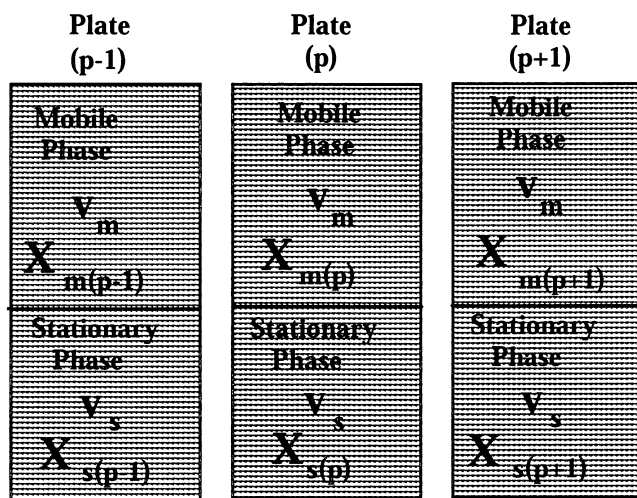 Plate
(p-1)
Plate
(p)
Plate
(p+1)
Mobile
Phase
v m
X m(p-1)
Mobile
Phase
v m
X m(p)
Mobile
Phase
v m
X m(p+1)
Stationary
Phase
v s
X s(p-1)
Stationary
Phase
v s
X s(p)
Stationary
Phase
v s
X s(p+1)